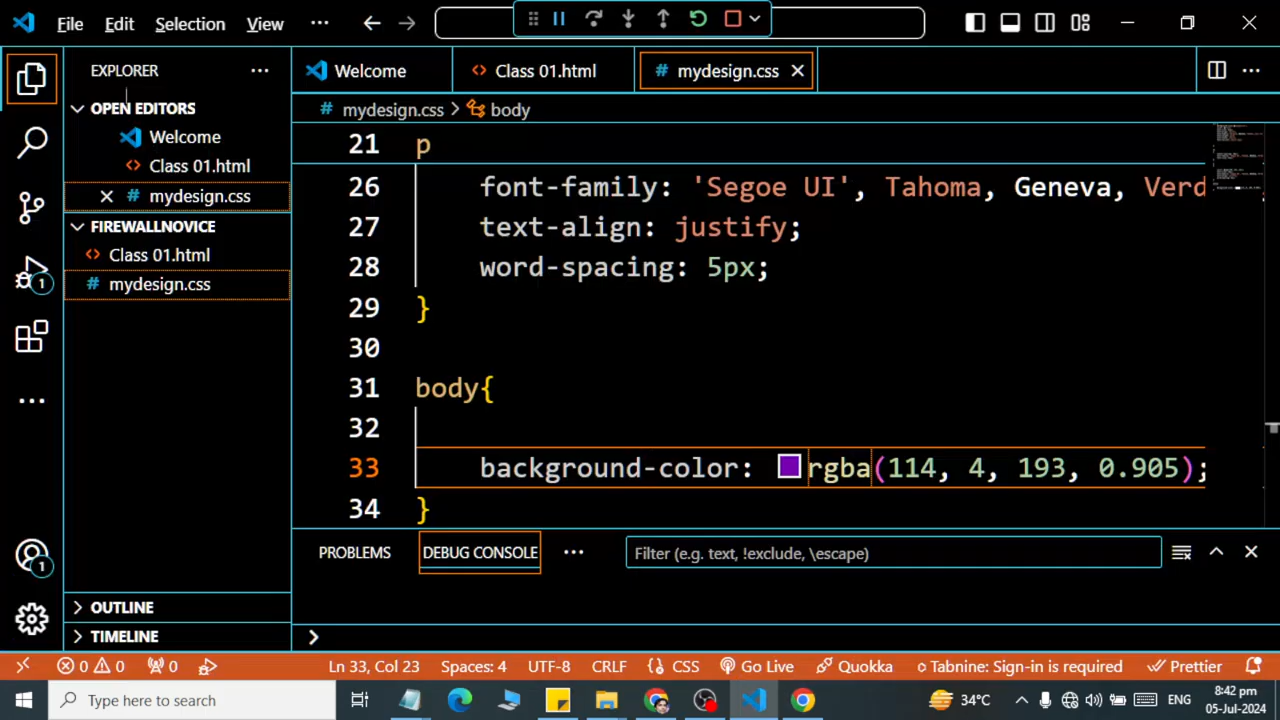 File Edit Selection View ···
EXPLORER ···
OPEN EDITORS
Welcome
Class 01.html
mydesign.css
FIREWALLNOVICE
Class 01.html
mydesign.css
OUTLINE
TIMELINE
1
1
Welcome Class 01.html # mydesign.css
# mydesign.css > body ···
21 p
26 font-family: 'Segoe UI', Tahoma, Geneva, Verd
27 text-align: justify;
28 word-spacing: 5px;
29 }
30
31 body{
32
33 background-color: rgba(114, 4, 193, 0.905);
34 }
PROBLEMS DEBUG CONSOLE ··· Filter (e.g. text, !exclude, \escape)
0 0 0 Ln 33, Col 23 Spaces: 4 UTF-8 CRLF CSS Go Live Quokka Tabnine: Sign-in is required Prettier
Type here to search 34°C ENG 8:42 pm
05-Jul-2024